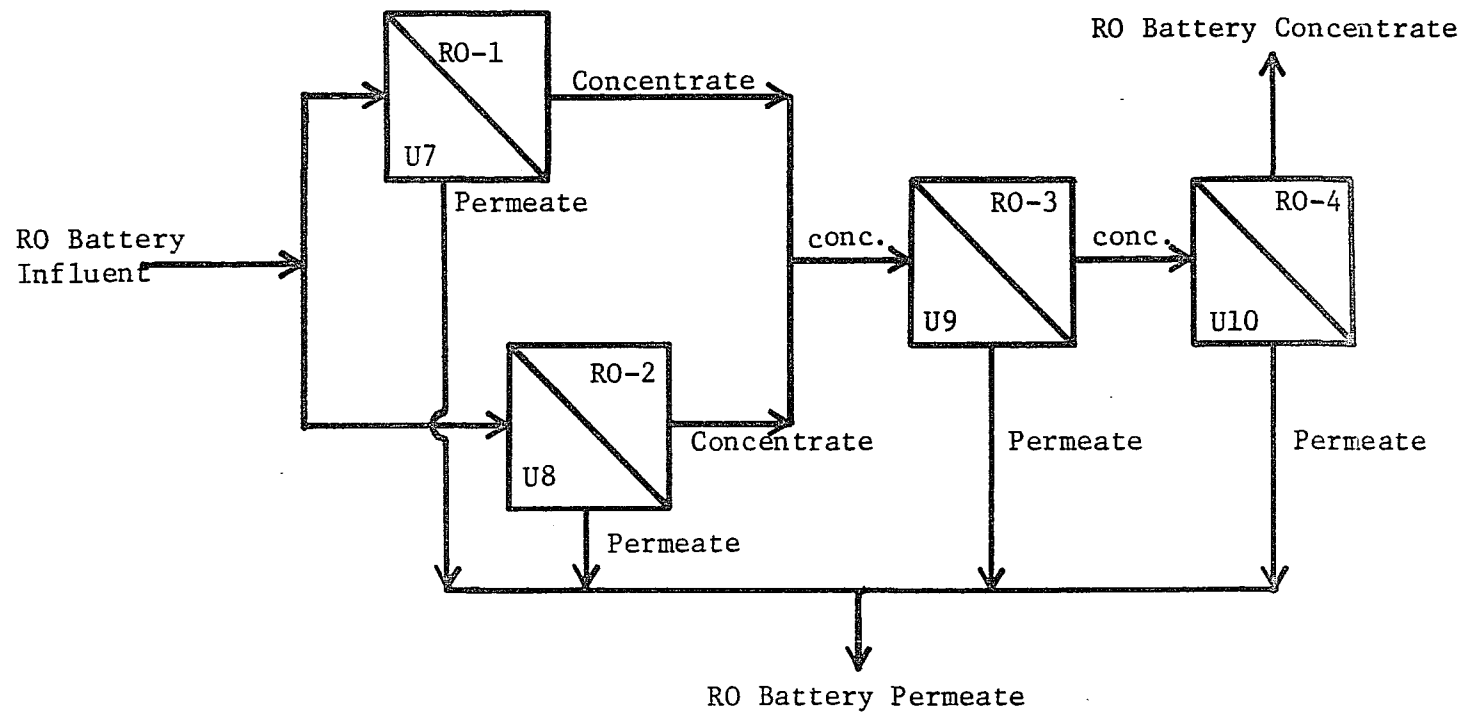 RO Battery Concentrate
RO-1
Concentrate
U7
Permeate
RO Battery
Influent
conc.
RO-3
conc.
RO-4
U9
U10
RO-2
Concentrate
Permeate
Permeate
U8
Permeate
RO Battery Permeate